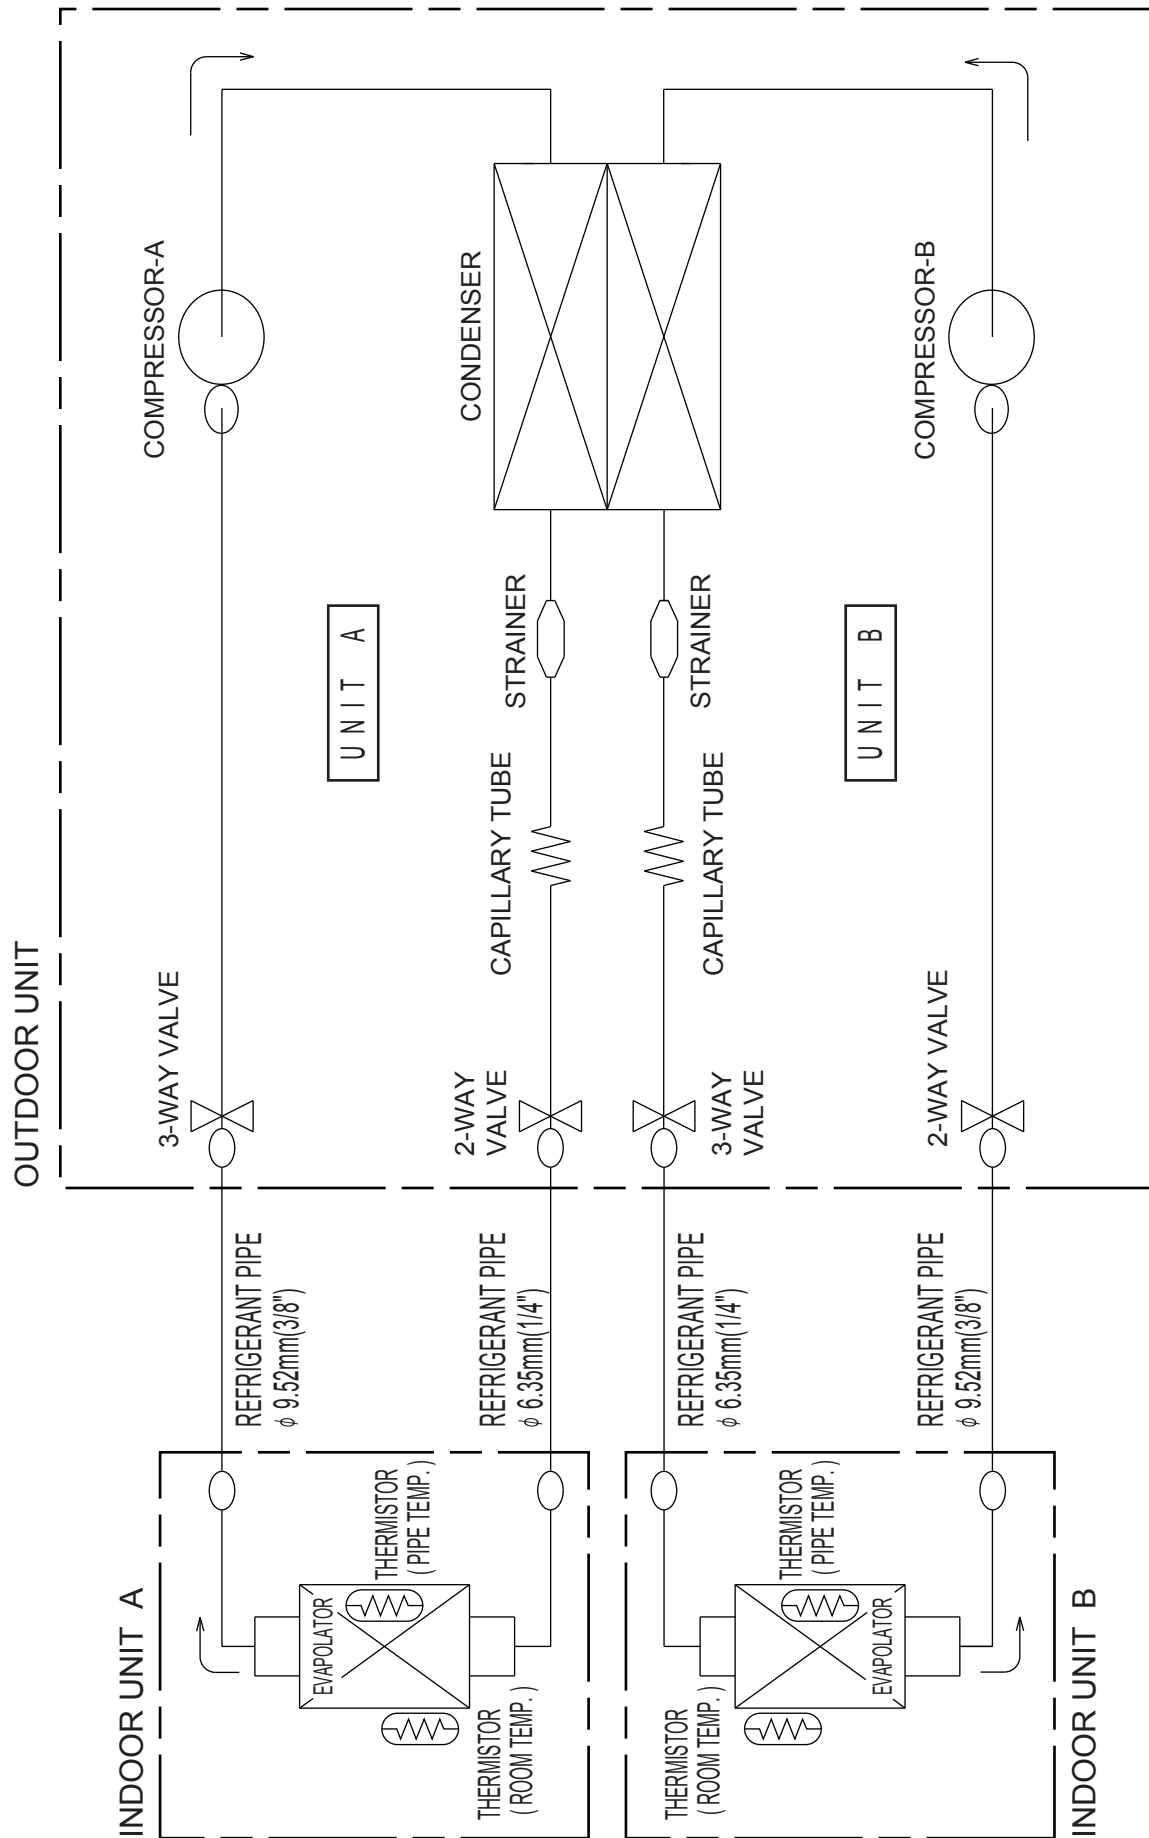 OUTDOOR UNIT
COMPRESSOR-A
CONDENSER
COMPRESSOR-B
UNIT A
STRAINER
STRAINER
UNIT B
3-WAY VALVE
CAPILLARY TUBE
CAPILLARY TUBE
2-WAY VALVE
2-WAY
VALVE
3-WAY
VALVE
REFRIGERANT PIPE
φ 9.52mm(3/8")
REFRIGERANT PIPE
φ 6.35mm(1/4")
REFRIGERANT PIPE
φ 6.35mm(1/4")
REFRIGERANT PIPE
φ 9.52mm(3/8")
INDOOR UNIT A
EVAPOLATOR
THERMISTOR
( PIPE TEMP. )
THERMISTOR
( ROOM TEMP. )
THERMISTOR
( PIPE TEMP. )
EVAPOLATOR
THERMISTOR
( ROOM TEMP. )
INDOOR UNIT B